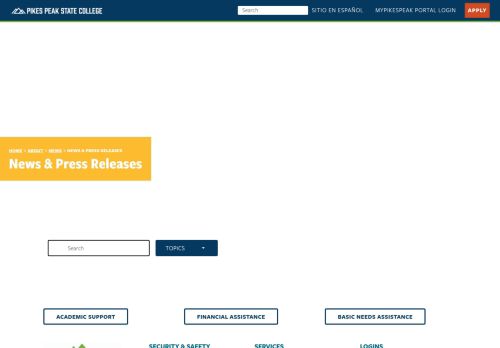 PIKES PEAK STATE COLLEGE
Search
SITIO EN ESPAÑOL
MYPIKESPEAK PORTAL LOGIN
APPLY
HOME > ABOUT > NEWS > NEWS & PRESS RELEASES
News & Press Releases
Search
TOPICS
ACADEMIC SUPPORT
FINANCIAL ASSISTANCE
BASIC NEEDS ASSISTANCE
SECURITY & SAFETY
SERVICES
LOGINS